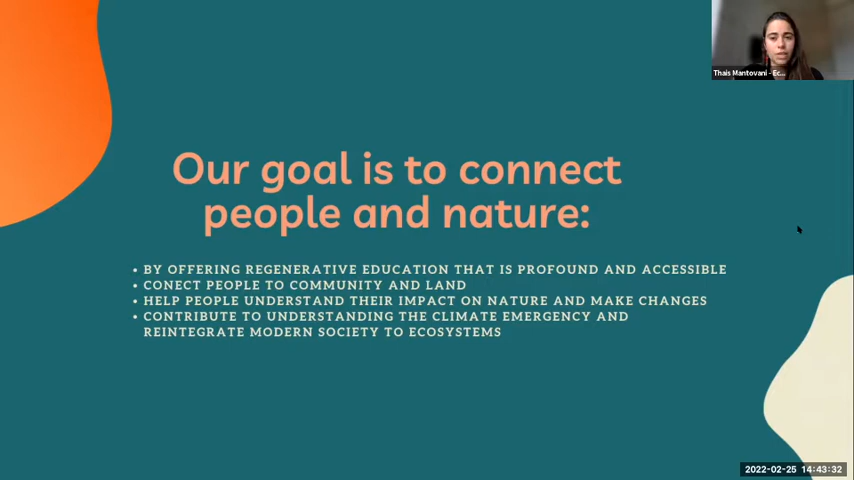 Thais Mantovani - Ec...
Our goal is to connect
people and nature:
• BY OFFERING REGENERATIVE EDUCATION THAT IS PROFOUND AND ACCESSIBLE
• CONECT PEOPLE TO COMMUNITY AND LAND
• HELP PEOPLE UNDERSTAND THEIR IMPACT ON NATURE AND MAKE CHANGES
• CONTRIBUTE TO UNDERSTANDING THE CLIMATE EMERGENCY AND
REINTEGRATE MODERN SOCIETY TO ECOSYSTEMS
2022-02-25 14:43:32